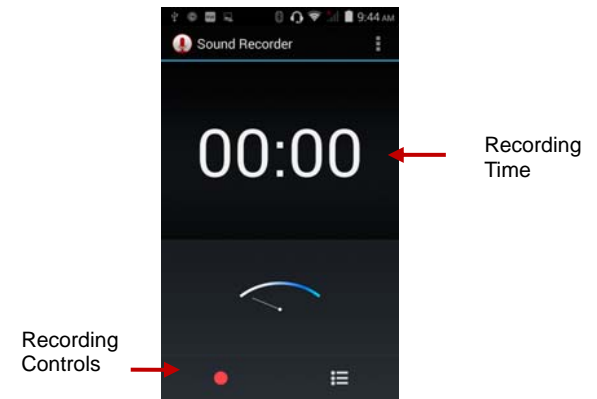 9:44 AM
Sound Recorder
00:00
Recording
Time
Recording
Controls